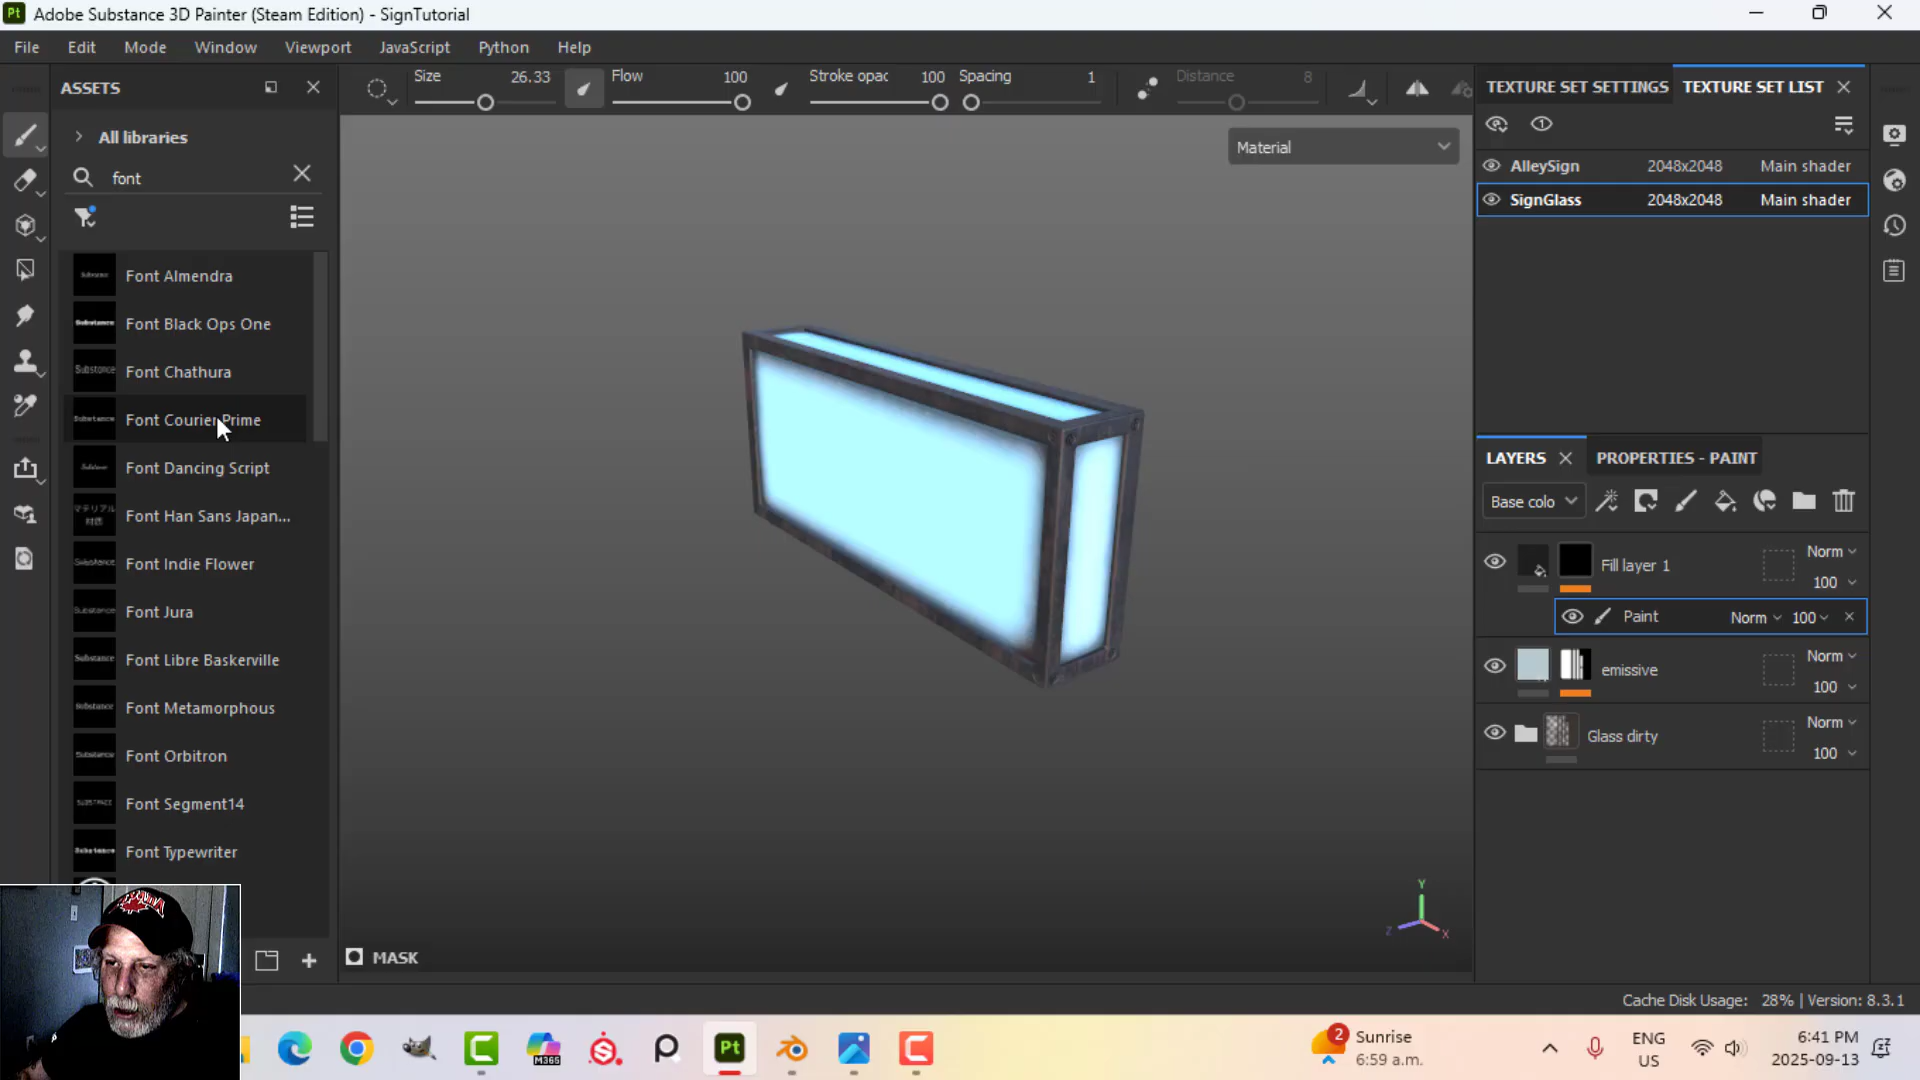 Pt Adobe Substance 3D Painter (Steam Edition) - SignTutorial
File Edit Mode Window Viewport JavaScript Python Help
ASSETS
Size 26.33 Flow 100 Stroke opac 100 Spacing 1 Distance 8
TEXTURE SET SETTINGS TEXTURE SET LIST
All libraries
font
Material
AlleySign 2048x2048 Main shader
SignGlass 2048x2048 Main shader
Font Almendra
Font Black Ops One
Font Chathura
Font Courier Prime
Font Dancing Script
Font Han Sans Japan...
Font Indie Flower
Font Jura
Font Libre Baskerville
Font Metamorphous
Font Orbitron
Font Segment14
Font Typewriter
LAYERS PROPERTIES - PAINT
Base colo
Fill layer 1 Norm 100
Paint Norm 100
emissive Norm 100
Glass dirty Norm 100
Y
Z X
MASK
Cache Disk Usage: 28% | Version: 8.3.1
M365
Pt
2 Sunrise
6:59 a.m.
ENG
US
6:41 PM
2025-09-13